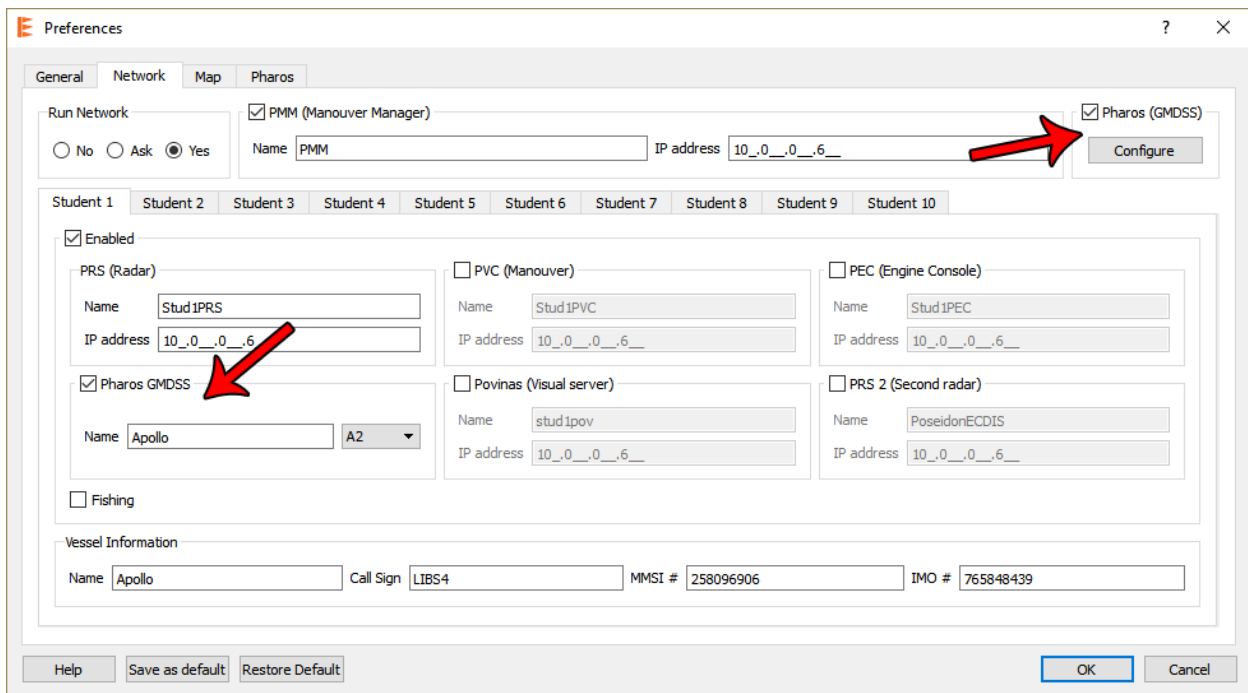 Preferences
?
General Network Map Pharos
Run Network
No Ask Yes
PMM (Manouver Manager)
Name PMM IP address 10_.0__.0__.6__
Pharos (GMDSS)
Configure
Student 1 Student 2 Student 3 Student 4 Student 5 Student 6 Student 7 Student 8 Student 9 Student 10
Enabled
PRS (Radar)
Name Stud1PRS
IP address 10_.0__.0__.6
PVC (Manouver)
Name Stud1PVC
IP address 10_.0__.0__.6__
PEC (Engine Console)
Name Stud1PEC
IP address 10_.0__.0__.6__
Pharos GMDSS
Name Apollo A2
Povinas (Visual server)
Name stud1pov
IP address 10_.0__.0__.6__
PRS 2 (Second radar)
Name PoseidonECDIS
IP address 10_.0__.0__.6__
Fishing
Vessel Information
Name Apollo Call Sign LIBS4 MMSI # 258096906 IMO # 765848439
Help Save as default Restore Default OK Cancel